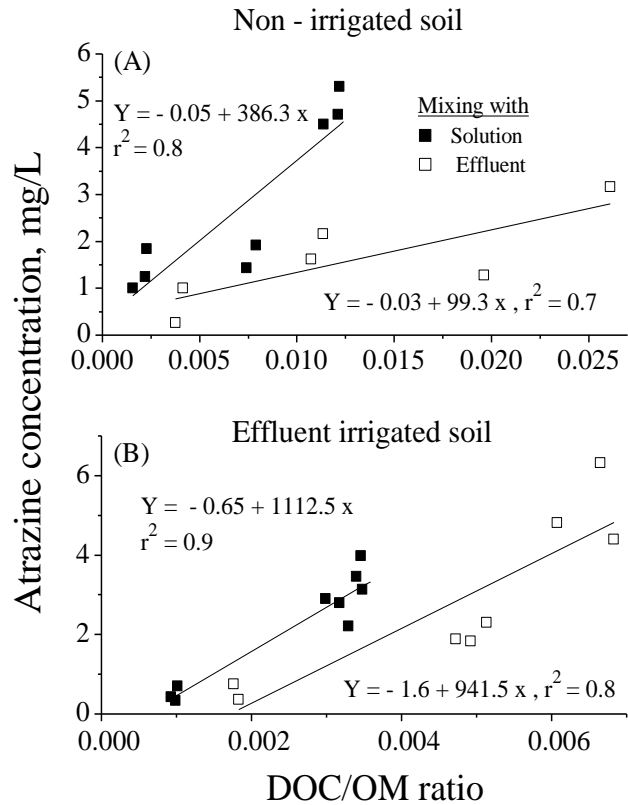 Non - irrigated soil
(A)
Y = - 0.05 + 386.3 x
r² = 0.8
Mixing with
Solution
Effluent
Y = - 0.03 + 99.3 x , r² = 0.7
6
5
4
3
2
1
0
0.000 0.005 0.010 0.015 0.020 0.025
Atrazine concentration, mg/L
Effluent irrigated soil
(B)
Y = - 0.65 + 1112.5 x
r² = 0.9
Y = - 1.6 + 941.5 x , r² = 0.8
6
4
2
0
0.000 0.002 0.004 0.006
DOC/OM ratio